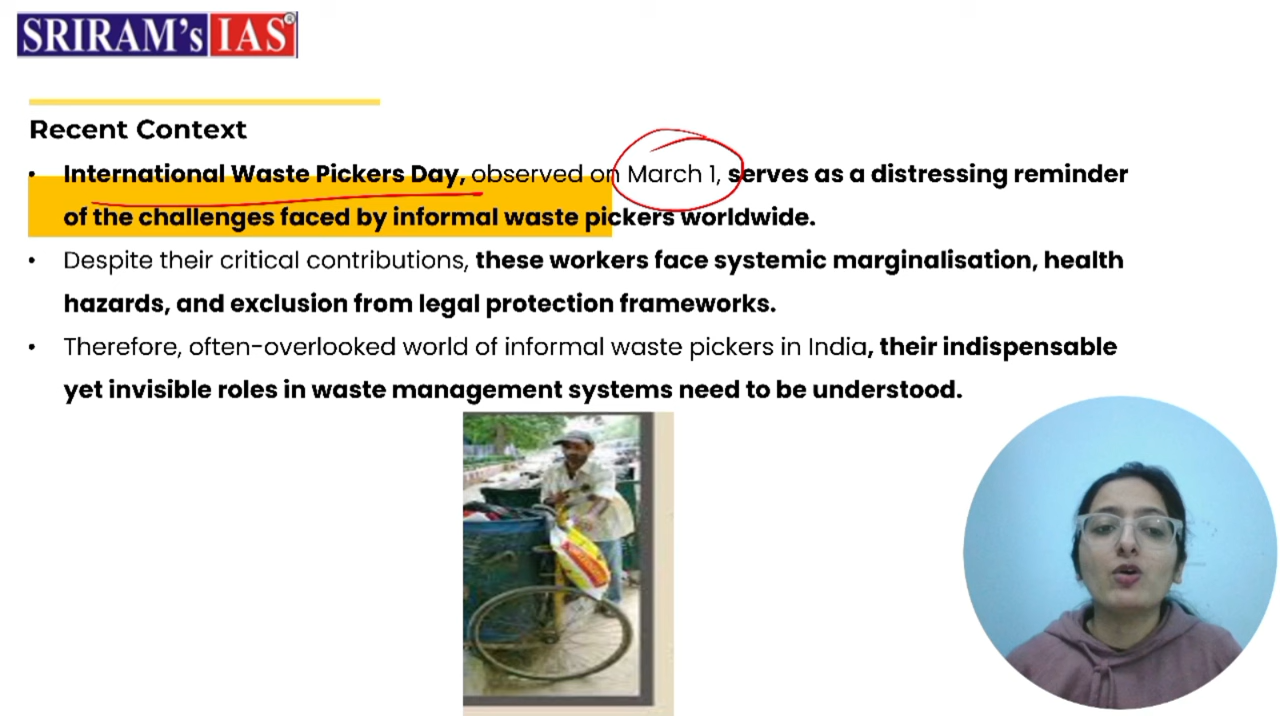 SRIRAM's IAS®
Recent Context
• International Waste Pickers Day, observed on March 1, serves as a distressing reminder
of the challenges faced by informal waste pickers worldwide.
• Despite their critical contributions, these workers face systemic marginalisation, health
hazards, and exclusion from legal protection frameworks.
• Therefore, often-overlooked world of informal waste pickers in India, their indispensable
yet invisible roles in waste management systems need to be understood.